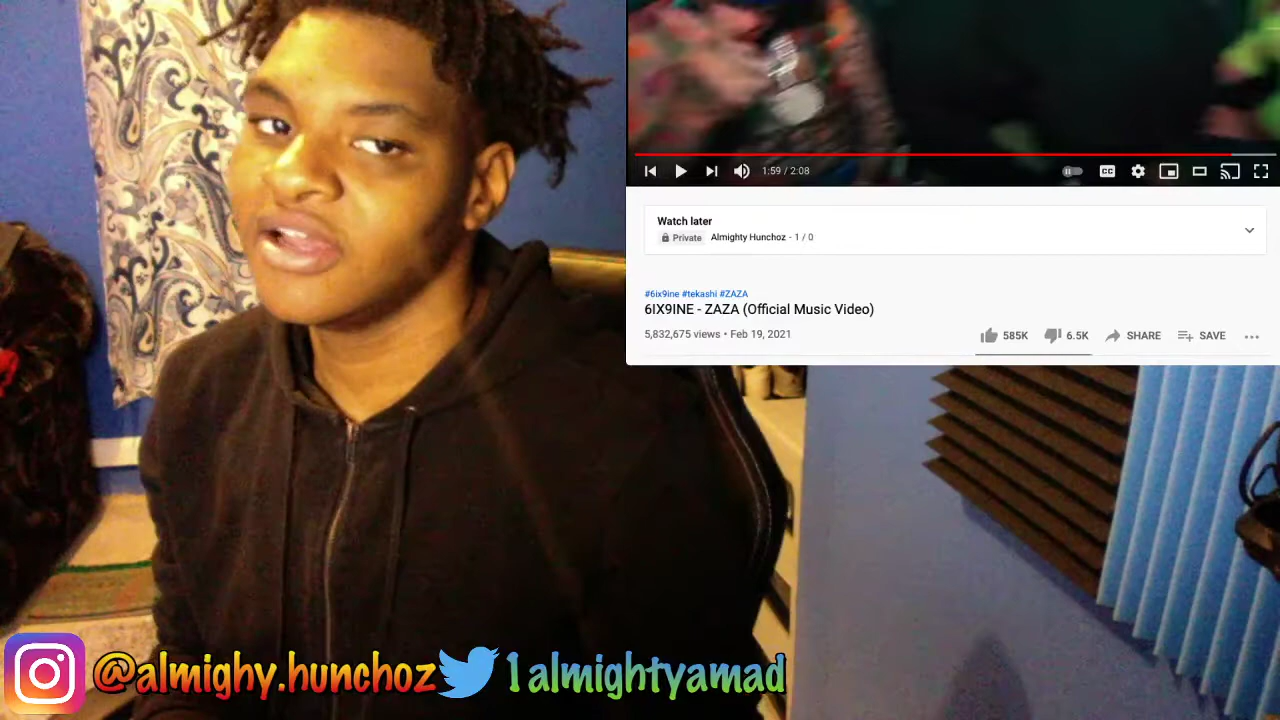 1:59 / 2:08
CC
Watch later
Private Almighty Hunchoz - 1 / 0
#6ix9ine #tekashi #ZAZA
6IX9INE - ZAZA (Official Music Video)
5,832,675 views • Feb 19, 2021 585K 6.5K SHARE SAVE
@almighy.hunchoz 1almightyamad